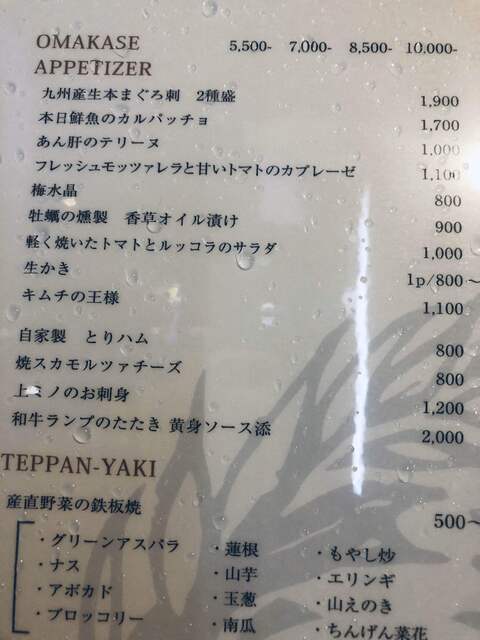 OMAKASE 5,500- 7,000- 8,500- 10,000-
APPETIZER
九州産生本まぐろ刺 2種盛 1,900
本日鮮魚のカルパッチョ 1,700
あん肝のテリーヌ 1,000
フレッシュモッツァレラと甘いトマトのカプレーゼ 1,100
梅水晶 800
牡蠣の燻製 香草オイル漬け 900
軽く焼いたトマトとルッコラのサラダ 1,000
生かき 1p/800～
キムチの王様 1,100
自家製 とりハム 800
焼スカモルツァチーズ 800
上ミノのお刺身 1,200
和牛ランプのたたき 黄身ソース添 2,000
TEPPAN-YAKI
産直野菜の鉄板焼 500～
・グリーンアスパラ ・蓮根 ・もやし炒
・ナス ・山芋 ・エリンギ
・アボカド ・玉葱 ・山えのき
・ブロッコリー ・南瓜 ・ちんげん菜花